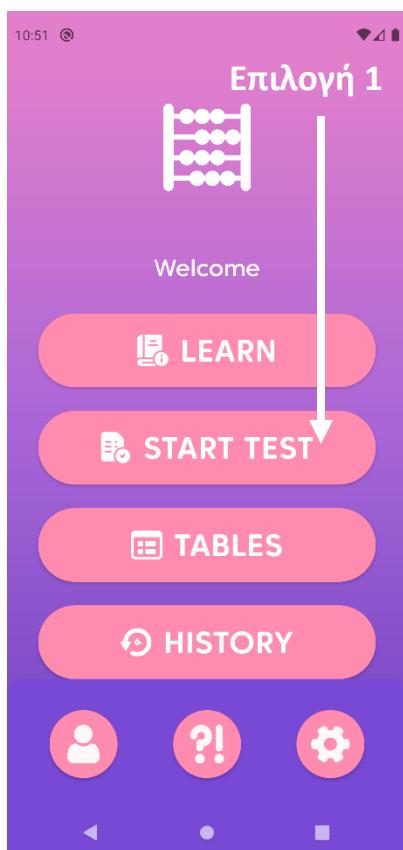 10:51
Επιλογή 1
Welcome
LEARN
START TEST
TABLES
HISTORY
?!